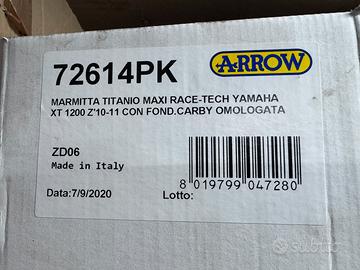 72614PK
ARROW
MARMITTA TITANIO MAXI RACE-TECH YAMAHA
XT 1200 Z'10-11 CON FOND.CARBY OMOLOGATA
ZD06
Made in Italy
8 019799 047280
Data:7/9/2020
Lotto:
subito